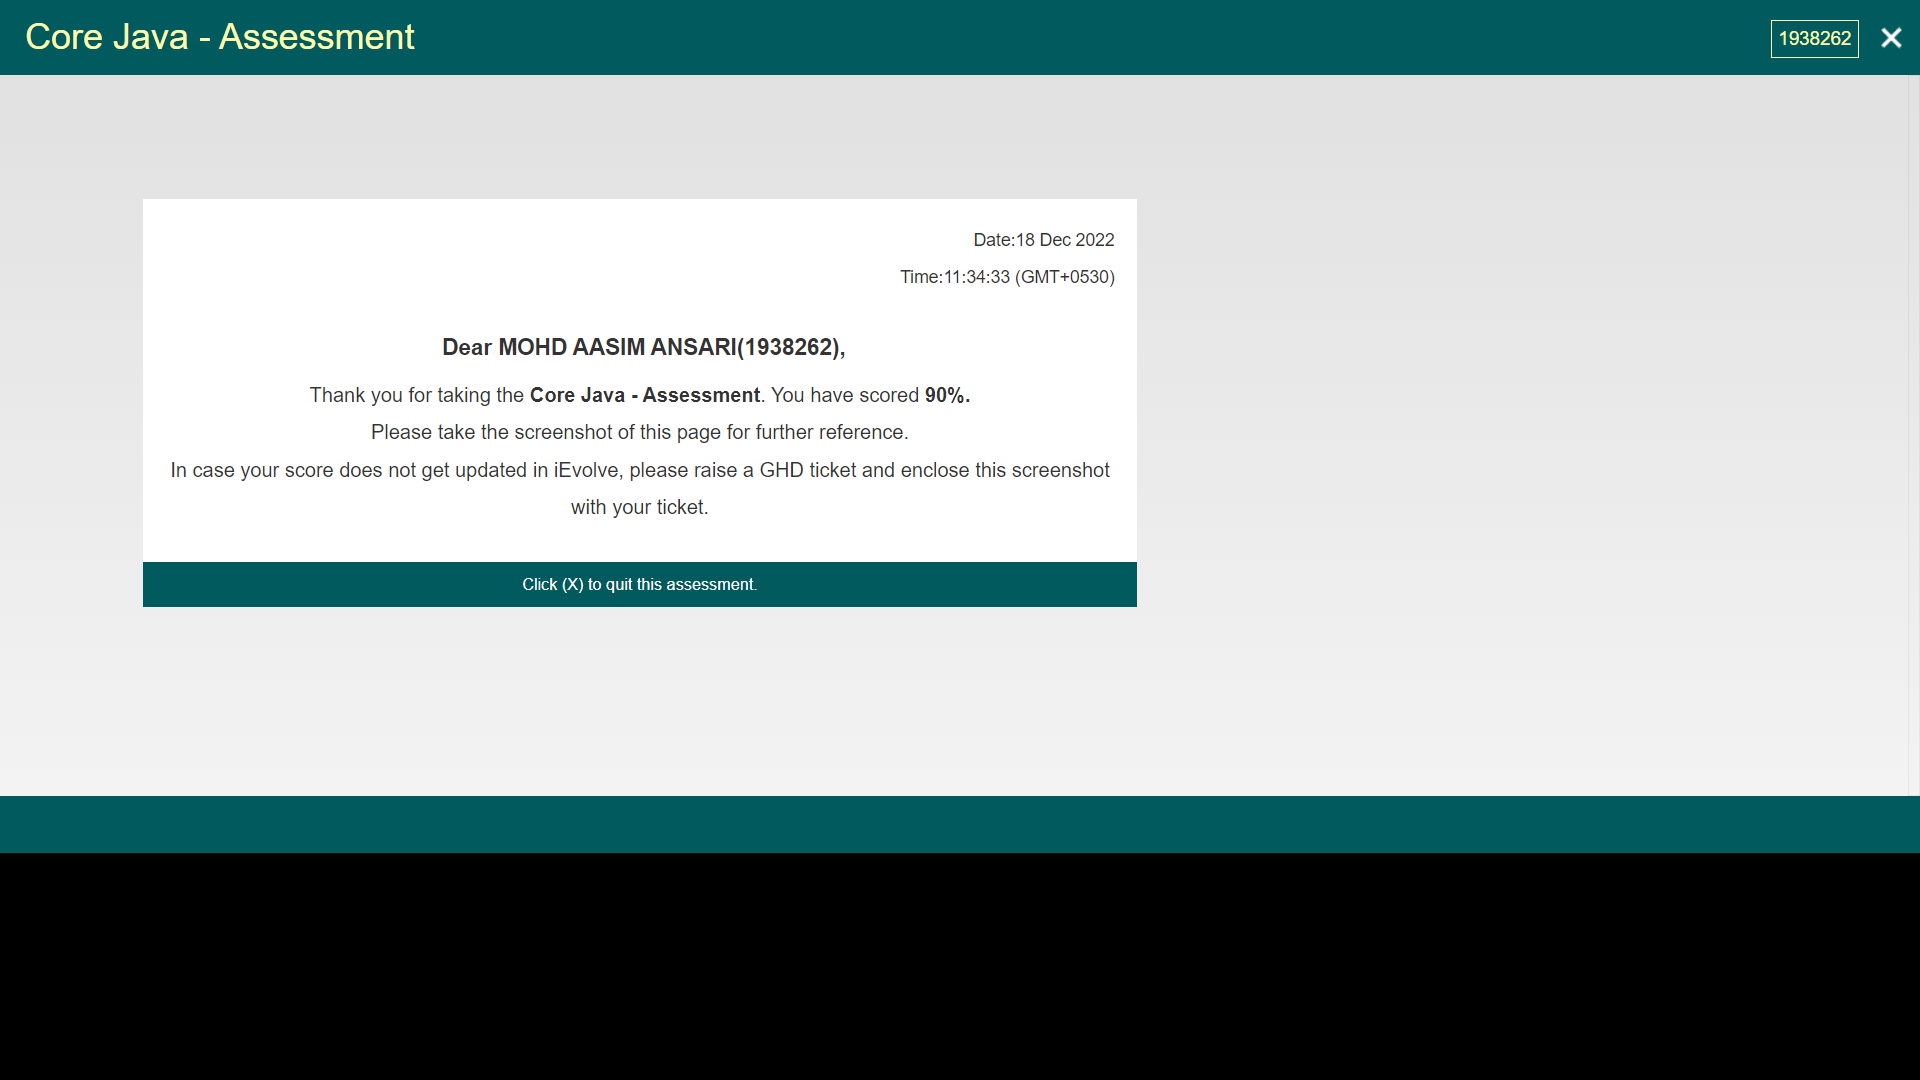 Core Java - Assessment
1938262
Date:18 Dec 2022
Time:11:34:33 (GMT+0530)
Dear MOHD AASIM ANSARI(1938262),
Thank you for taking the Core Java - Assessment. You have scored 90%.
Please take the screenshot of this page for further reference.
In case your score does not get updated in iEvolve, please raise a GHD ticket and enclose this screenshot
with your ticket.
Click (X) to quit this assessment.